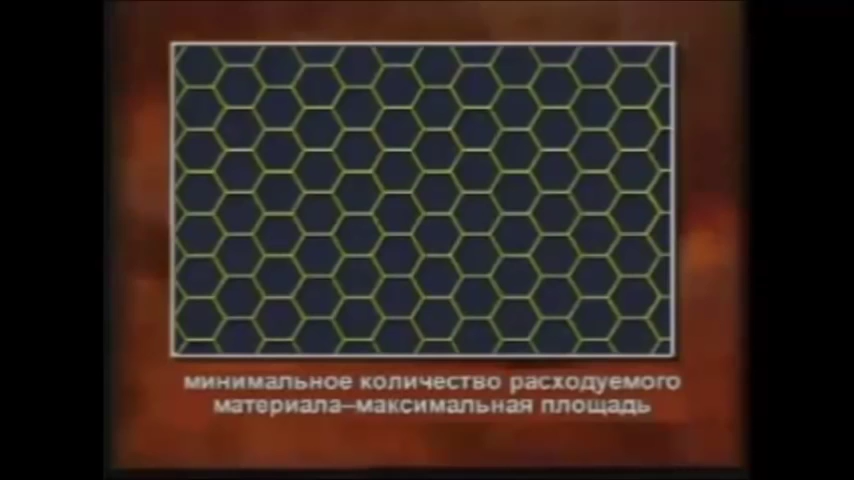 минимальное количество расходуемого
материала–максимальная площадь